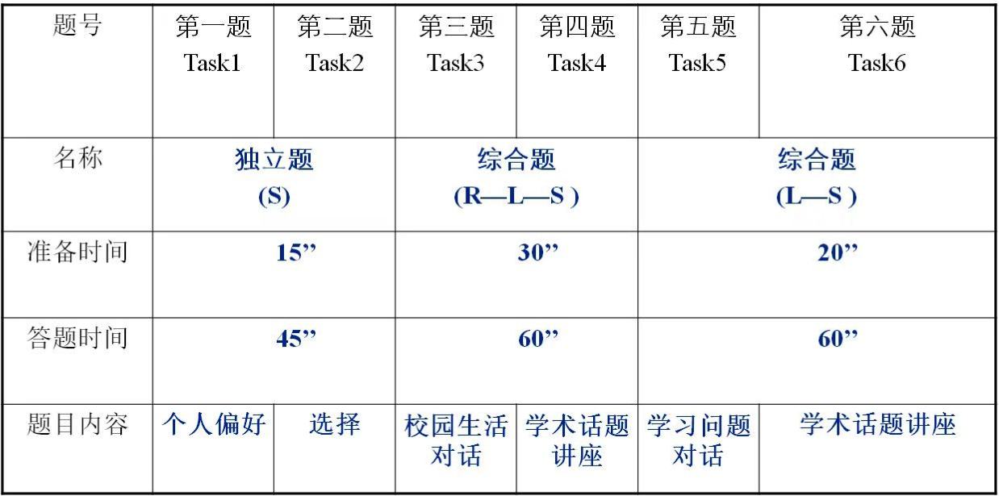 题号 第一题 第二题 第三题 第四题 第五题 第六题
Task1 Task2 Task3 Task4 Task5 Task6
名称 独立题 综合题 综合题
(S) (R—L—S ) (L—S )
准备时间 15” 30” 20”
答题时间 45” 60” 60”
题目内容 个人偏好 选择 校园生活 学术话题 学习问题 学术话题讲座
对话 讲座 对话